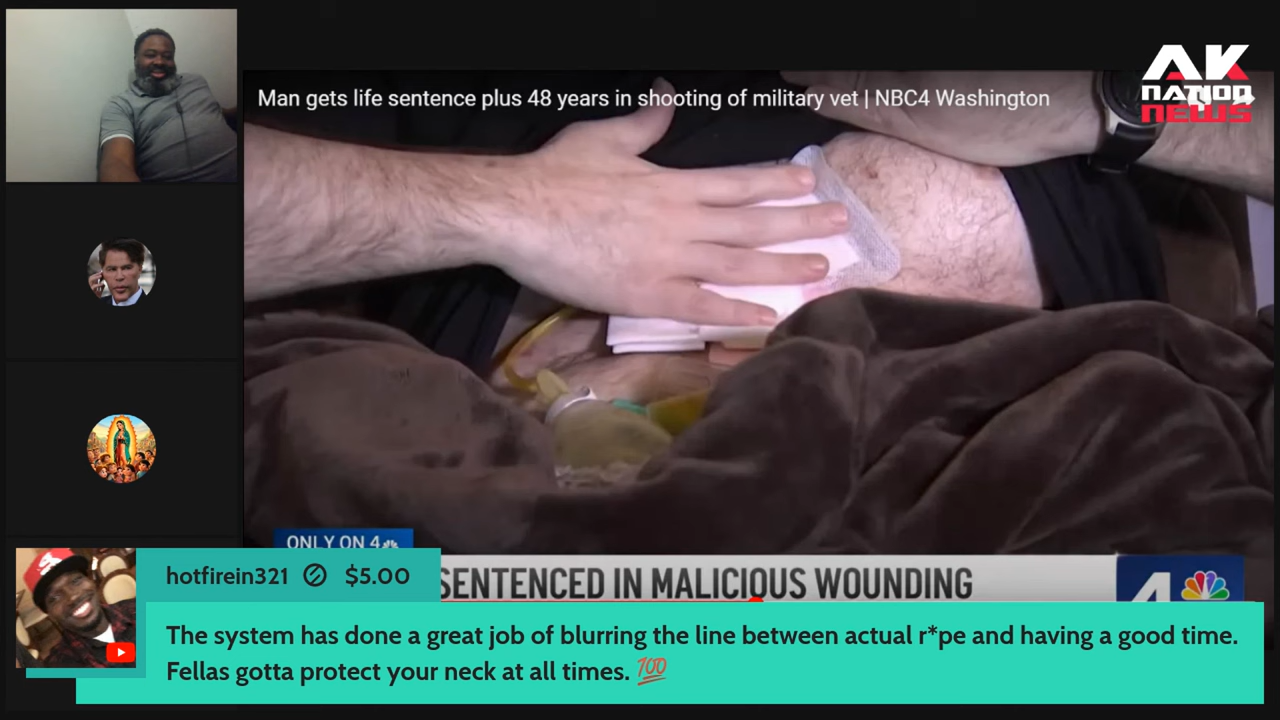 Man gets life sentence plus 48 years in shooting of military vet | NBC4 Washington
AK
NATION
NEWS
ONLY ON 4
SENTENCED IN MALICIOUS WOUNDING
4
hotfirein321 $5.00
The system has done a great job of blurring the line between actual r*pe and having a good time.
Fellas gotta protect your neck at all times. 💯